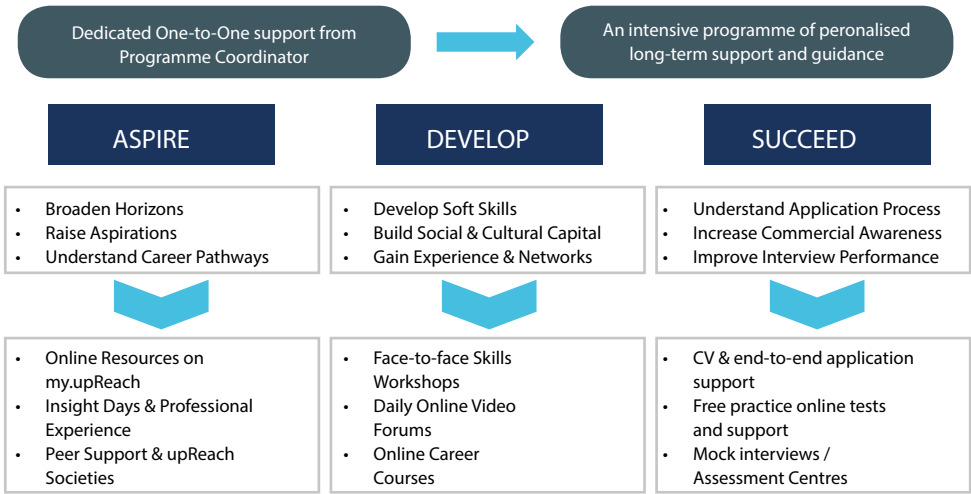 Dedicated One-to-One support from
Programme Coordinator
An intensive programme of peronalised
long-term support and guidance
ASPIRE
DEVELOP
SUCCEED
• Broaden Horizons
• Raise Aspirations
• Understand Career Pathways
• Develop Soft Skills
• Build Social & Cultural Capital
• Gain Experience & Networks
• Understand Application Process
• Increase Commercial Awareness
• Improve Interview Performance
• Online Resources on
my.upReach
• Insight Days & Professional
Experience
• Peer Support & upReach
Societies
• Face-to-face Skills
Workshops
• Daily Online Video
Forums
• Online Career
Courses
• CV & end-to-end application
support
• Free practice online tests
and support
• Mock interviews /
Assessment Centres